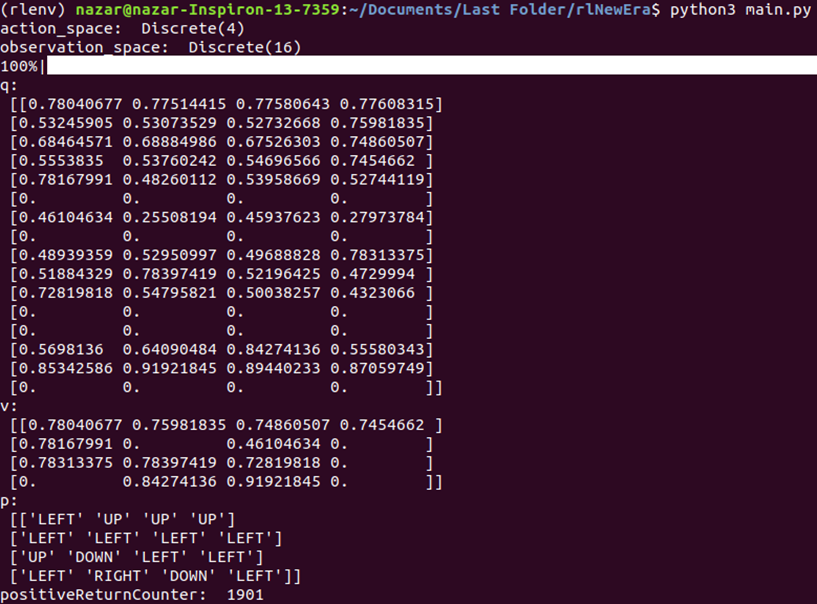 (rlenv) nazar@nazar-Inspiron-13-7359:~/Documents/Last Folder/rlNewEra$ python3 main.py
action_space:  Discrete(4)
observation_space:  Discrete(16)
100%|
q:
 [[0.78040677 0.77514415 0.77580643 0.77608315]
 [0.53245905 0.53073529 0.52732668 0.75981835]
 [0.68464571 0.68884986 0.67526303 0.74860507]
 [0.5553835  0.53760242 0.54696566 0.7454662 ]
 [0.78167991 0.48260112 0.53958669 0.52744119]
 [0.         0.         0.         0.        ]
 [0.46104634 0.25508194 0.45937623 0.27973784]
 [0.         0.         0.         0.        ]
 [0.48939359 0.52950997 0.49688828 0.78313375]
 [0.51884329 0.78397419 0.52196425 0.4729994 ]
 [0.72819818 0.54795821 0.50038257 0.4323066 ]
 [0.         0.         0.         0.        ]
 [0.         0.         0.         0.        ]
 [0.5698136  0.64090484 0.84274136 0.55580343]
 [0.85342586 0.91921845 0.89440233 0.87059749]
 [0.         0.         0.         0.        ]]
v:
 [[0.78040677 0.75981835 0.74860507 0.7454662 ]
 [0.78167991 0.         0.46104634 0.        ]
 [0.78313375 0.78397419 0.72819818 0.        ]
 [0.         0.84274136 0.91921845 0.        ]]
p:
 [['LEFT' 'UP' 'UP' 'UP']
 ['LEFT' 'LEFT' 'LEFT' 'LEFT']
 ['UP' 'DOWN' 'LEFT' 'LEFT']
 ['LEFT' 'RIGHT' 'DOWN' 'LEFT']]
positiveReturnCounter:  1901